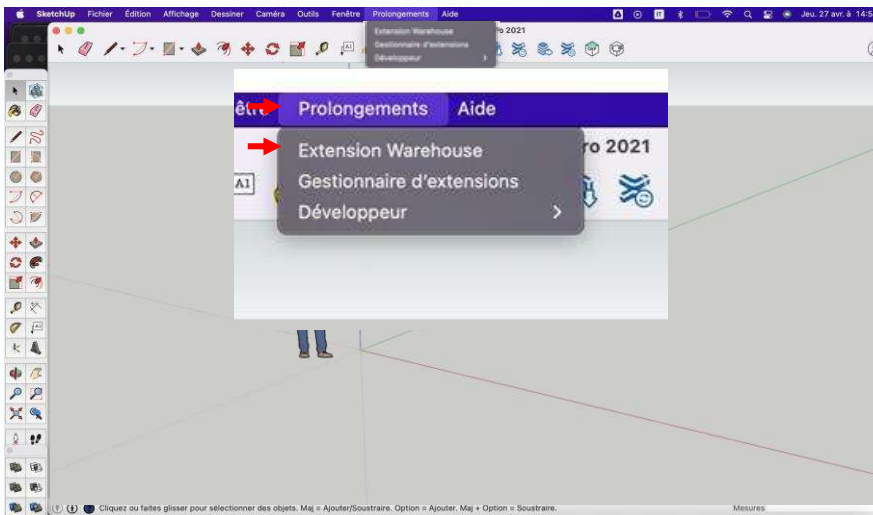 SketchUp Fichier Édition Affichage Dessiner Caméra Outils Fenêtre Prolongements Aide Jeu. 27 avr. à 14:5
Extension Warehouse
Gestionnaire d'extensions
Développeur
o 2021
être Prolongements Aide
Extension Warehouse
ro 2021
A1
Gestionnaire d'extensions
Développeur
Cliquez ou faites glisser pour sélectionner des objets. Maj = Ajouter/Soustraire. Option = Ajouter. Maj + Option = Soustraire. Mesures